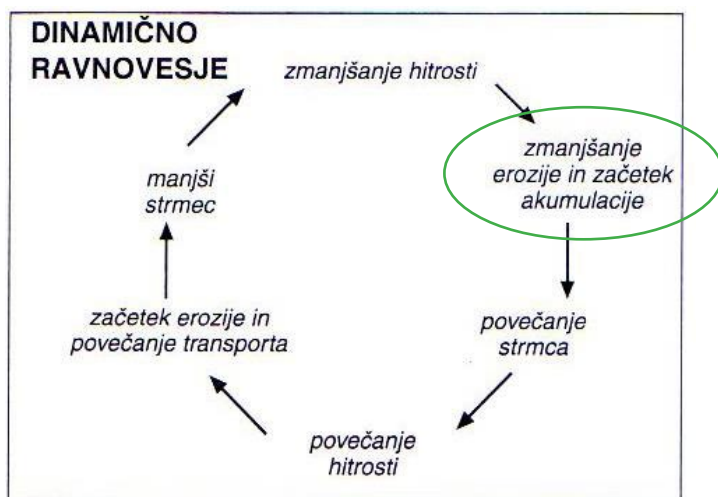 DINAMIČNO
RAVNOVESJE
zmanjšanje hitrosti
zmanjšanje
erozije in začetek
akumulacije
povečanje
strmca
povečanje
hitrosti
začetek erozije in
povečanje transporta
manjši
strmec